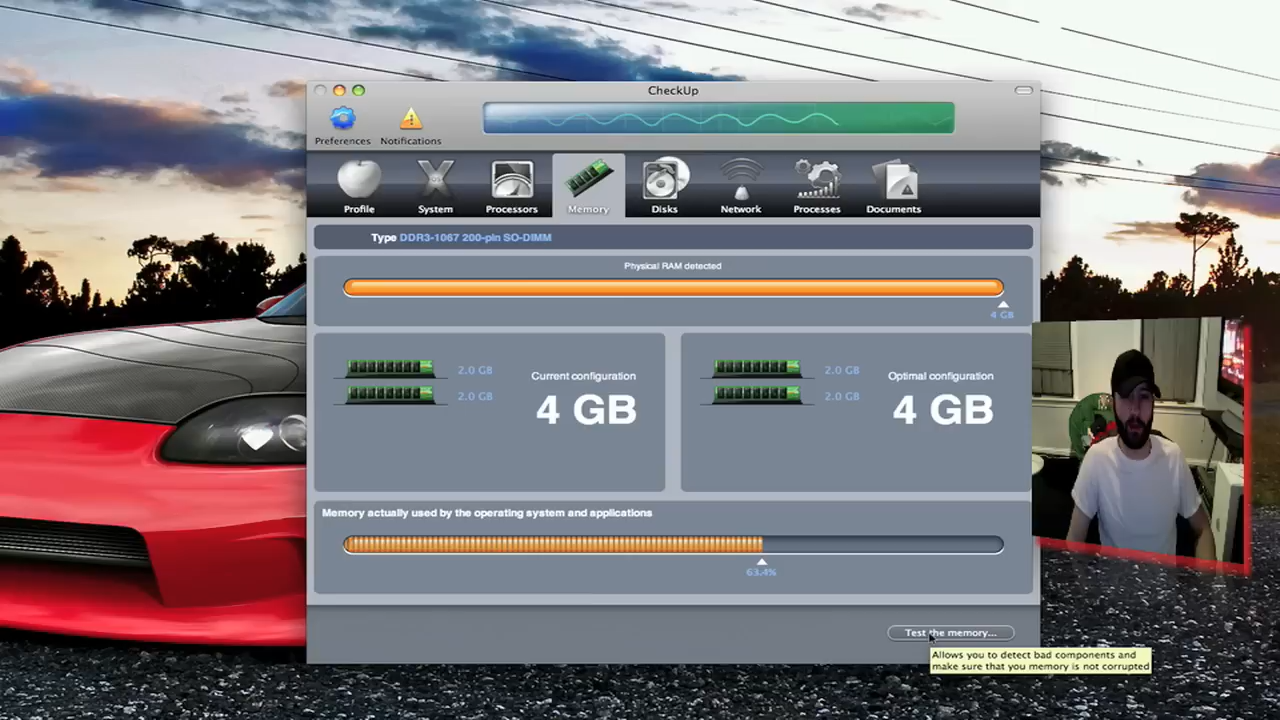 CheckUp
Preferences
Notifications
Profile
System
Processors
Memory
Disks
Network
Processes
Documents
Type DDR3-1067 200-pin SO-DIMM
Physical RAM detected
4 GB
2.0 GB
2.0 GB
Current configuration
4 GB
2.0 GB
2.0 GB
Optimal configuration
4 GB
Memory actually used by the operating system and applications
63.4%
Test the memory...
Allows you to detect bad components and
make sure that you memory is not corrupted